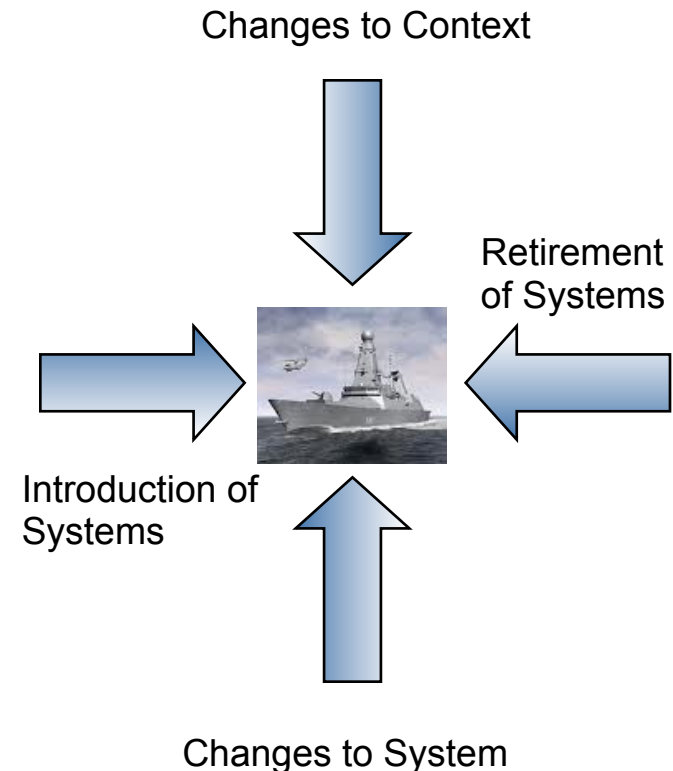 Changes to Context
Retirement
of Systems
Introduction of
Systems
Changes to System